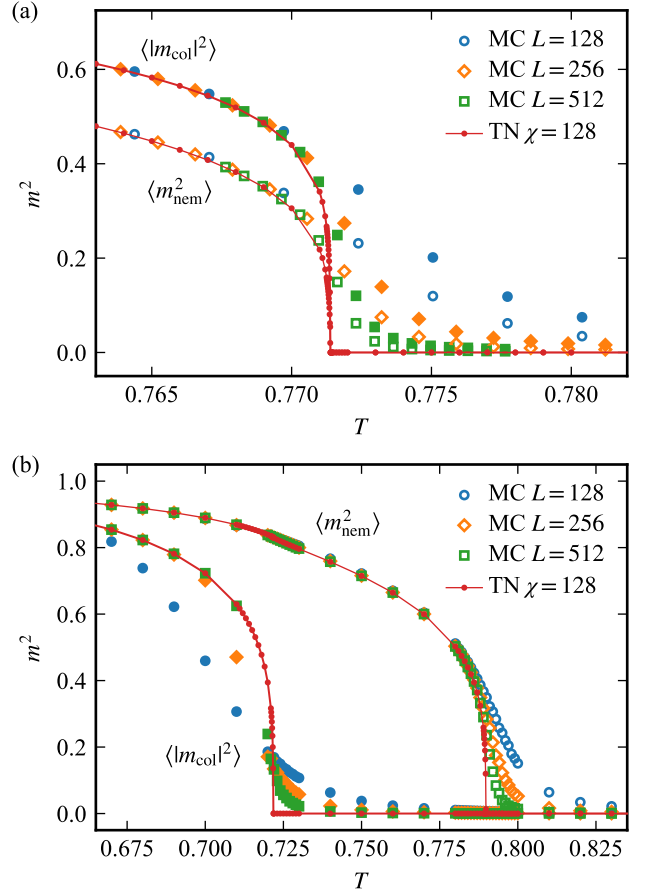 (a)
⟨|m_col|²⟩
⟨m²_nem⟩
MC L = 128
MC L = 256
MC L = 512
TN χ = 128
m²
0.6
0.4
0.2
0.0
0.765 0.770 0.775 0.780
T
(b)
⟨m²_nem⟩
MC L = 128
MC L = 256
MC L = 512
TN χ = 128
⟨|m_col|²⟩
m²
1.0
0.8
0.6
0.4
0.2
0.0
0.675 0.700 0.725 0.750 0.775 0.800 0.825
T